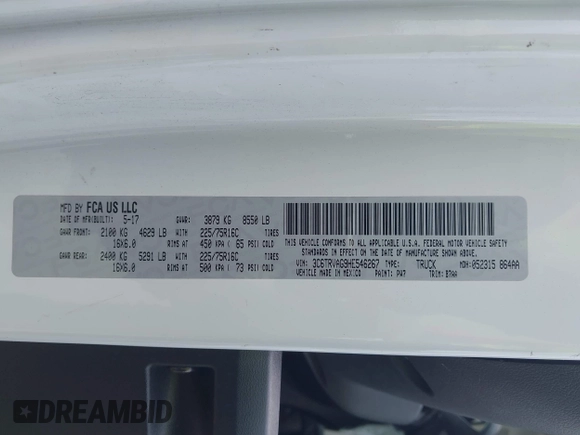 MFD BY FCA US LLC
DATE OF MFR(BUILT): 5-17 GVWR: 3879 KG 8550 LB
GAWR FRONT: 2100 KG 4629 LB WITH 225/75R16C TIRES
16X6.0 RIMS AT 450 KPA( 65 PSI) COLD
GAWR REAR: 2400 KG 5291 LB WITH 225/75R16C TIRES
16X6.0 RIMS AT 500 KPA( 73 PSI) COLD
THIS VEHICLE CONFORMS TO ALL APPLICABLE U.S.A. FEDERAL MOTOR VEHICLE SAFETY
STANDARDS IN EFFECT ON THE DATE OF MANUFACTURE SHOWN ABOVE.
VIN: 3C6TRVAG9HE546267 TYPE: TRUCK MDH: 052315 864AA
VEHICLE MADE IN MEXICO PAINT: PW7 TRIM: B7AA
DREAMBID